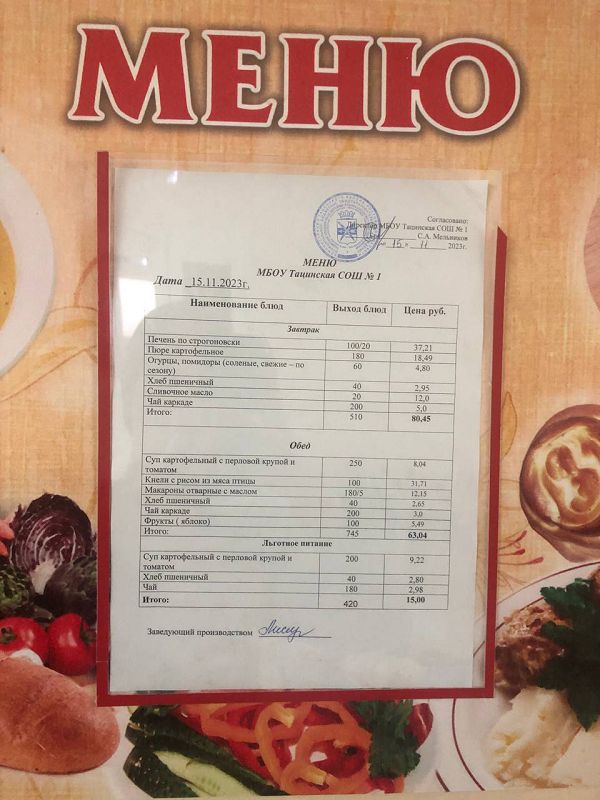 МЕНЮ
Согласовано:
Директор МБОУ Тацинская СОШ № 1
С.А. Мельников
15 11 2023г.
МЕНЮ
МБОУ Тацинская СОШ № 1
Дата _15.11.2023г.
Наименование блюд Выход блюд Цена руб.
Завтрак
Печень по строгоновски 100/20 37,21
Пюре картофельное 180 18,49
Огурцы, помидоры (соленые, свежие – по 60 4,80
сезону)
Хлеб пшеничный 40 2,95
Сливочное масло 20 12,0
Чай каркаде 200 5,0
Итого: 510 80,45
Обед
Суп картофельный с перловой крупой и 250 8,04
томатом
Кнели с рисом из мяса птицы 100 31,71
Макароны отварные с маслом 180/5 12,15
Хлеб пшеничный 40 2,65
Чай каркаде 200 3,0
Фрукты ( яблоко) 100 5,49
Итого: 745 63,04
Льготное питание
Суп картофельный с перловой крупой и 200 9,22
томатом
Хлеб пшеничный 40 2,80
Чай 180 2,98
Итого: 420 15,00
Заведующий производством